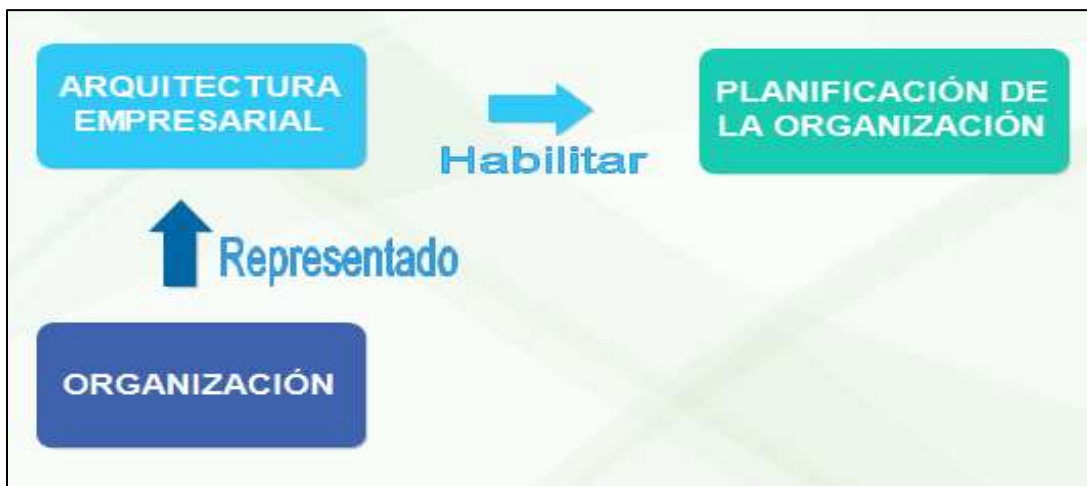 ARQUITECTURA
EMPRESARIAL
Habilitar
PLANIFICACIÓN DE
LA ORGANIZACIÓN
Representado
ORGANIZACIÓN